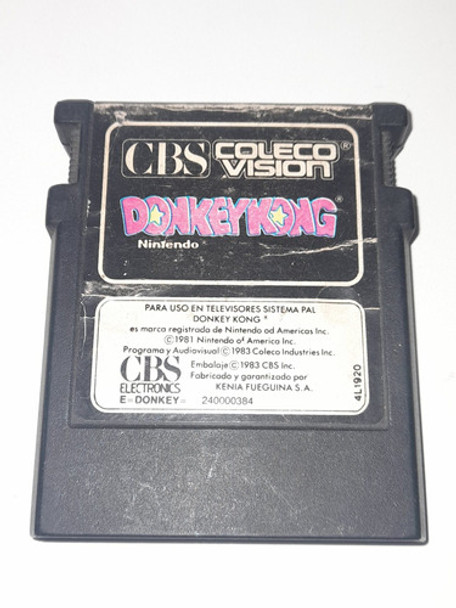 CBS COLECO VISION®
DONKEY KONG®
Nintendo
PARA USO EN TELEVISORES SISTEMA PAL
DONKEY KONG ®
es marca registrada de Nintendo od Americas Inc.
©1981 Nintendo of America Inc.
Programa y Audiovisual©1983 Coleco Industries Inc.
Embalaje©1983 CBS Inc.
Fabricado y garantizado por
KENIA FUEGUINA S.A.
CBS
ELECTRONICS
E=DONKEY= 240000384
4L1920